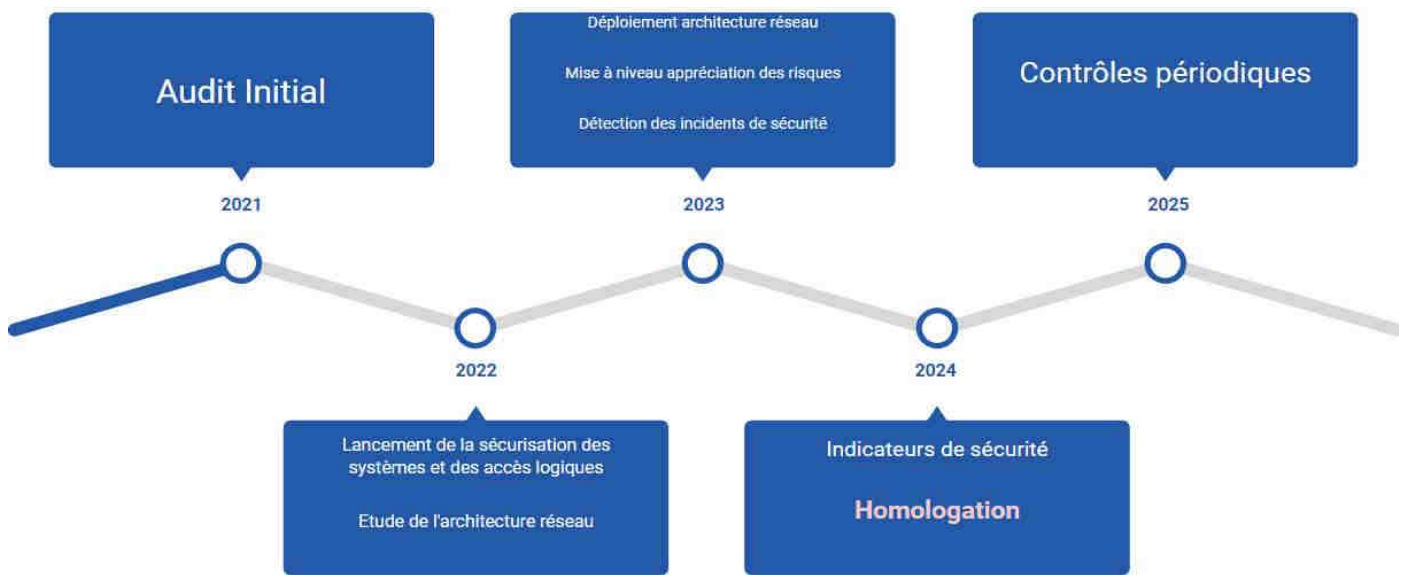 Audit Initial
2021
Lancement de la sécurisation des
systèmes et des accès logiques
Etude de l'architecture réseau
2022
Déploiement architecture réseau
Mise à niveau appréciation des risques
Détection des incidents de sécurité
2023
Indicateurs de sécurité
Homologation
2024
Contrôles périodiques
2025